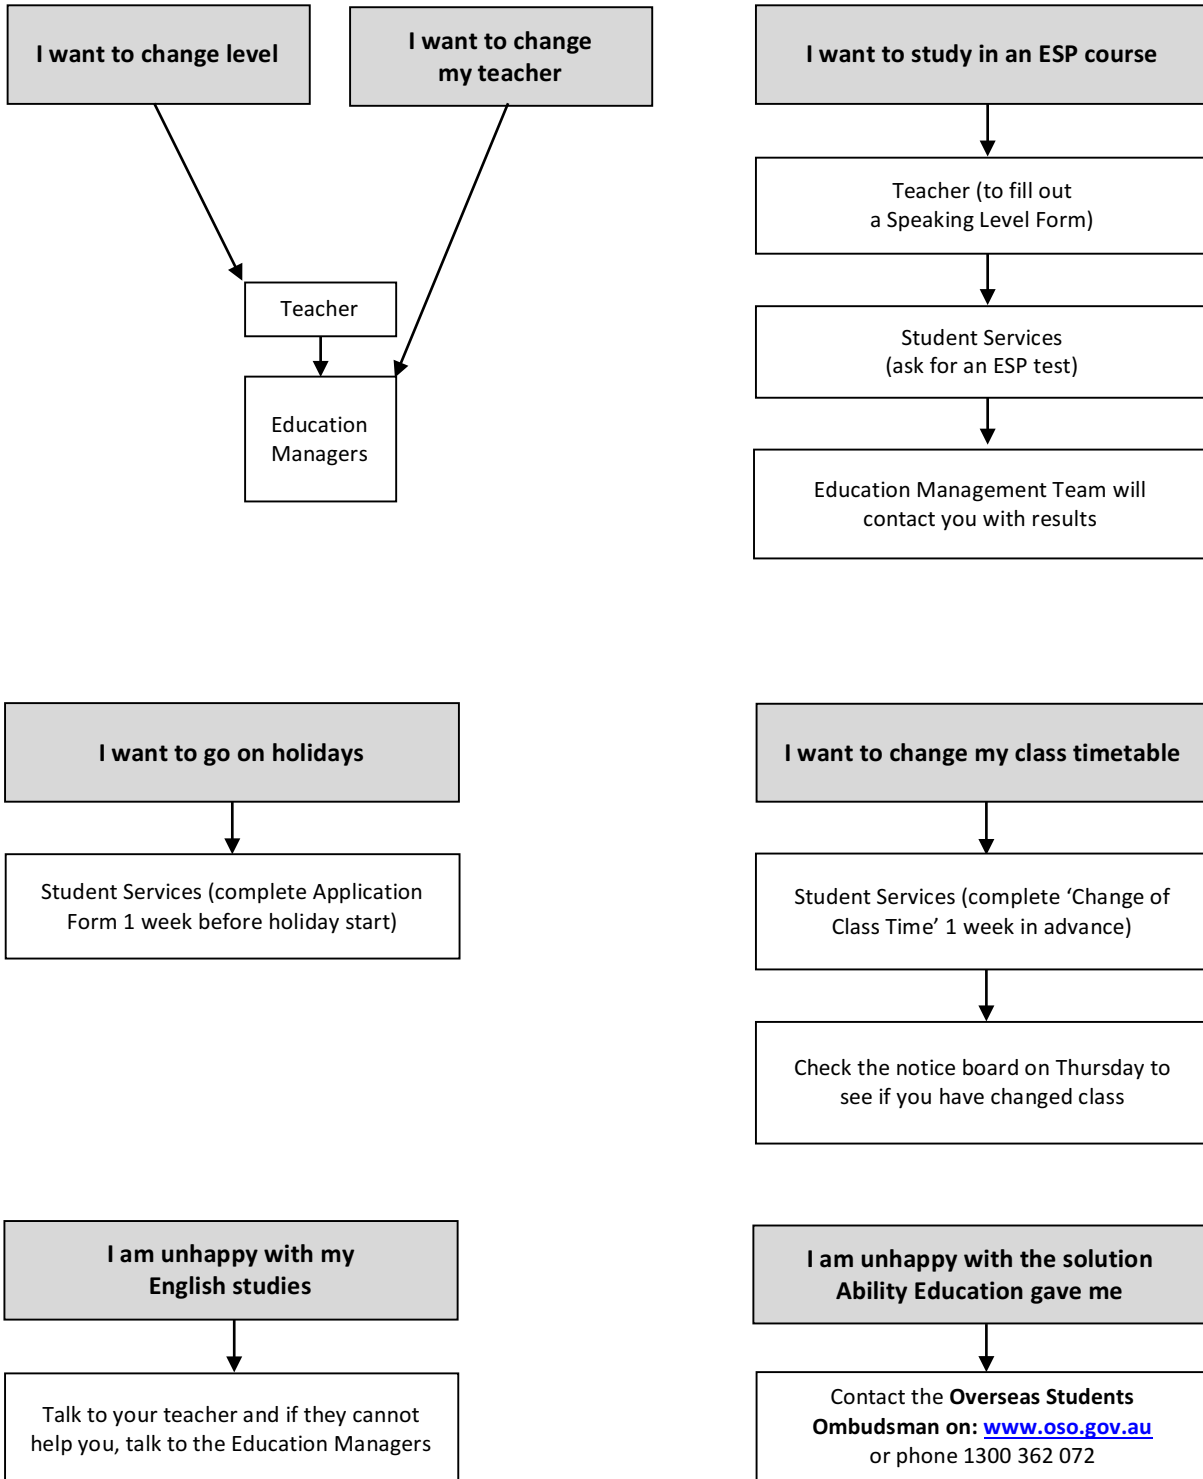 I want to change level
I want to change
my teacher
Teacher
Education
Managers
I want to study in an ESP course
Teacher (to fill out
a Speaking Level Form)
Student Services
(ask for an ESP test)
Education Management Team will
contact you with results
I want to go on holidays
Student Services (complete Application
Form 1 week before holiday start)
I want to change my class timetable
Student Services (complete ‘Change of
Class Time’ 1 week in advance)
Check the notice board on Thursday to
see if you have changed class
I am unhappy with my
English studies
Talk to your teacher and if they cannot
help you, talk to the Education Managers
I am unhappy with the solution
Ability Education gave me
Contact the Overseas Students
Ombudsman on: www.oso.gov.au
or phone 1300 362 072